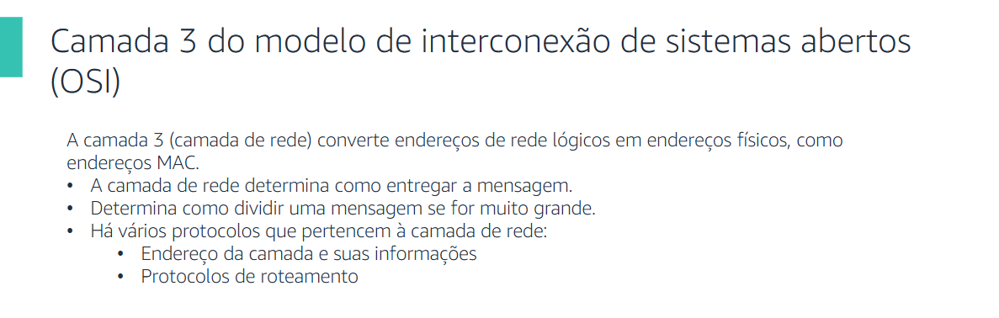 Camada 3 do modelo de interconexão de sistemas abertos
(OSI)
A camada 3 (camada de rede) converte endereços de rede lógicos em endereços físicos, como
endereços MAC.
• A camada de rede determina como entregar a mensagem.
• Determina como dividir uma mensagem se for muito grande.
• Há vários protocolos que pertencem à camada de rede:
• Endereço da camada e suas informações
• Protocolos de roteamento